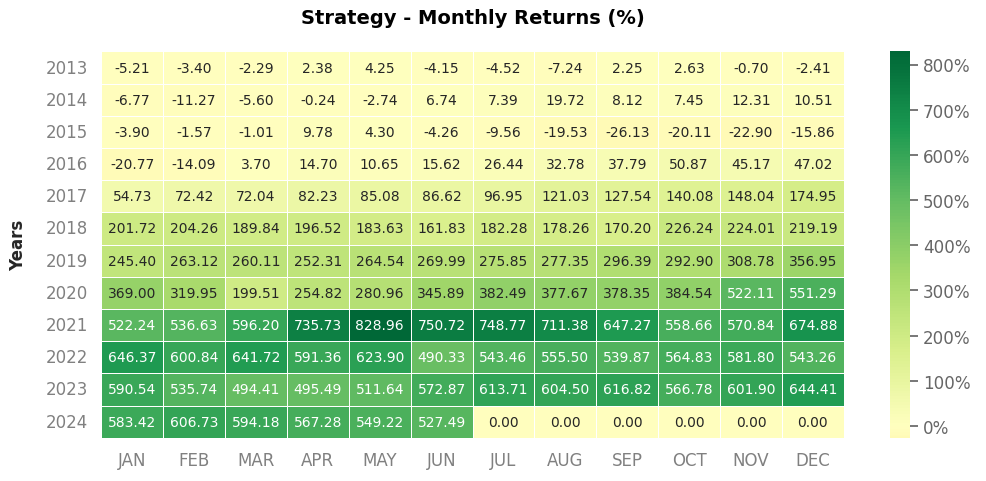 Strategy - Monthly Returns (%)
Years
2013 -5.21 -3.40 -2.29 2.38 4.25 -4.15 -4.52 -7.24 2.25 2.63 -0.70 -2.41
2014 -6.77 -11.27 -5.60 -0.24 -2.74 6.74 7.39 19.72 8.12 7.45 12.31 10.51
2015 -3.90 -1.57 -1.01 9.78 4.30 -4.26 -9.56 -19.53 -26.13 -20.11 -22.90 -15.86
2016 -20.77 -14.09 3.70 14.70 10.65 15.62 26.44 32.78 37.79 50.87 45.17 47.02
2017 54.73 72.42 72.04 82.23 85.08 86.62 96.95 121.03 127.54 140.08 148.04 174.95
2018 201.72 204.26 189.84 196.52 183.63 161.83 182.28 178.26 170.20 226.24 224.01 219.19
2019 245.40 263.12 260.11 252.31 264.54 269.99 275.85 277.35 296.39 292.90 308.78 356.95
2020 369.00 319.95 199.51 254.82 280.96 345.89 382.49 377.67 378.35 384.54 522.11 551.29
2021 522.24 536.63 596.20 735.73 828.96 750.72 748.77 711.38 647.27 558.66 570.84 674.88
2022 646.37 600.84 641.72 591.36 623.90 490.33 543.46 555.50 539.87 564.83 581.80 543.26
2023 590.54 535.74 494.41 495.49 511.64 572.87 613.71 604.50 616.82 566.78 601.90 644.41
2024 583.42 606.73 594.18 567.28 549.22 527.49 0.00 0.00 0.00 0.00 0.00 0.00
JAN FEB MAR APR MAY JUN JUL AUG SEP OCT NOV DEC
800%
700%
600%
500%
400%
300%
200%
100%
0%